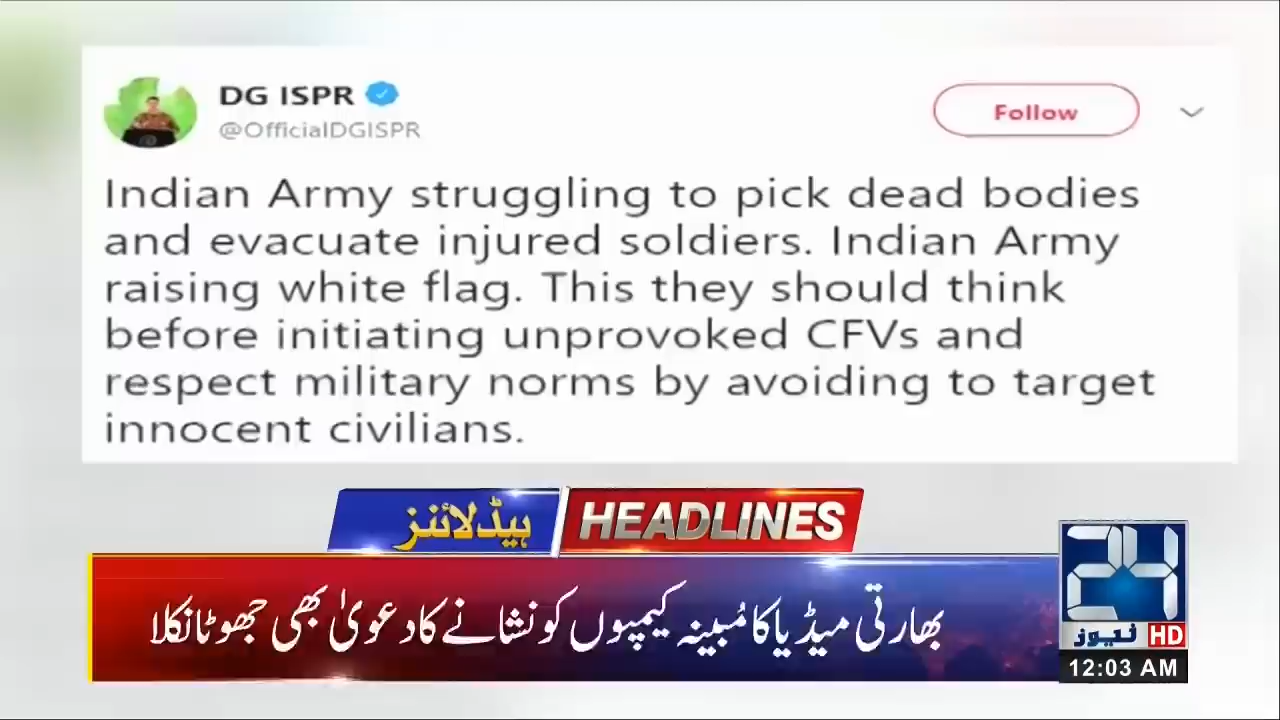 DG ISPR
@OfficialDGISPR
Follow
Indian Army struggling to pick dead bodies
and evacuate injured soldiers. Indian Army
raising white flag. This they should think
before initiating unprovoked CFVs and
respect military norms by avoiding to target
innocent civilians.
ہیڈلائنز HEADLINES
بھارتی میڈیا کا مُبینہ کیمپوں کو نشانے کا دعویٰ بھی جھوٹا نکلا
24
نیوز HD
12:03 AM